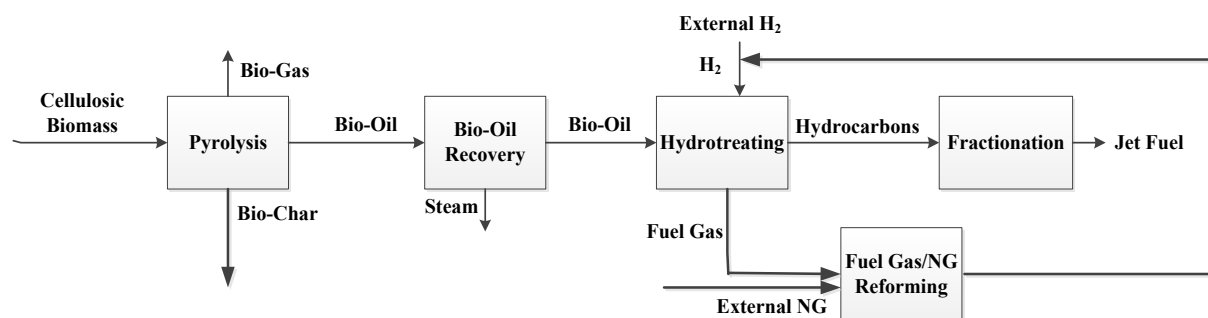 External H₂
H₂
Bio-Gas
Cellulosic
Biomass
Pyrolysis
Bio-Oil
Bio-Oil
Recovery
Bio-Oil
Hydrotreating
Hydrocarbons
Fractionation
Jet Fuel
Bio-Char
Steam
Fuel Gas
Fuel Gas/NG
Reforming
External NG